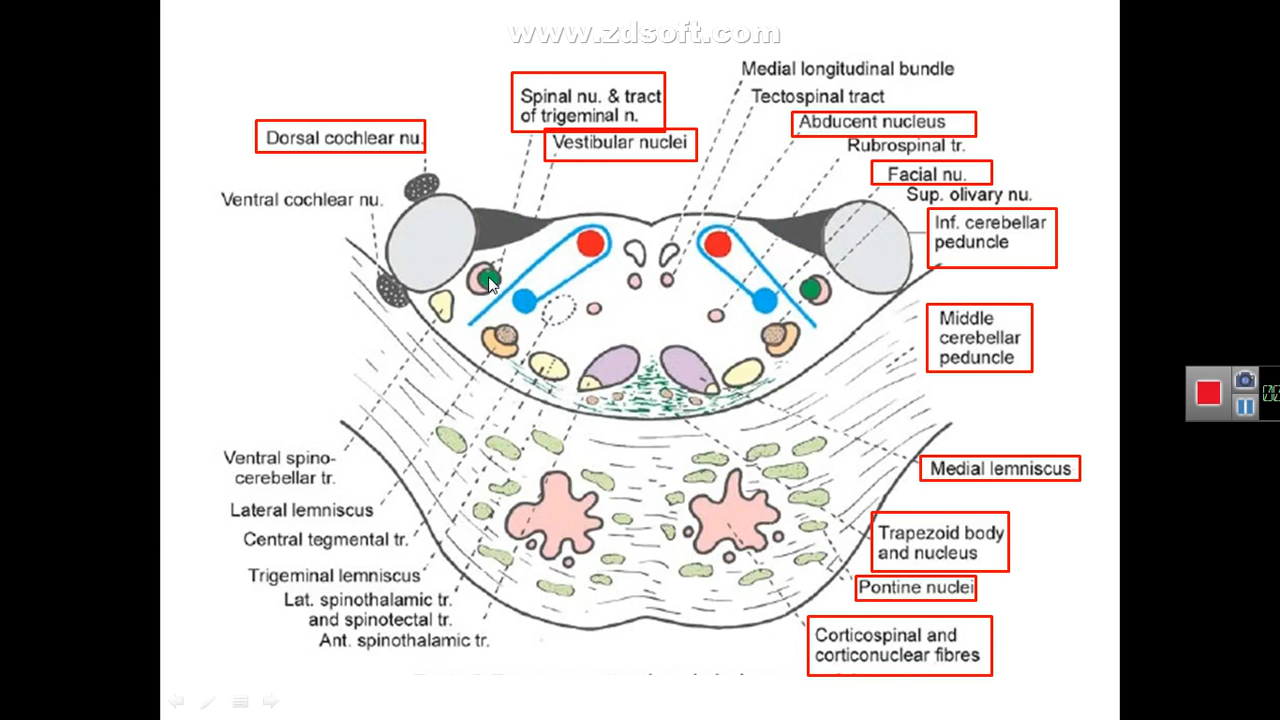 www.zdsoft.com
Medial longitudinal bundle
Spinal nu. & tract
of trigeminal n.
Tectospinal tract
Abducent nucleus
Dorsal cochlear nu.
Vestibular nuclei
Rubrospinal tr.
Facial nu.
Ventral cochlear nu.
Sup. olivary nu.
Inf. cerebellar
peduncle
Middle
cerebellar
peduncle
Ventral spino-
cerebellar tr.
Medial lemniscus
Lateral lemniscus
Central tegmental tr.
Trapezoid body
and nucleus
Trigeminal lemniscus
Pontine nuclei
Lat. spinothalamic tr.
and spinotectal tr.
Ant. spinothalamic tr.
Corticospinal and
corticonuclear fibres